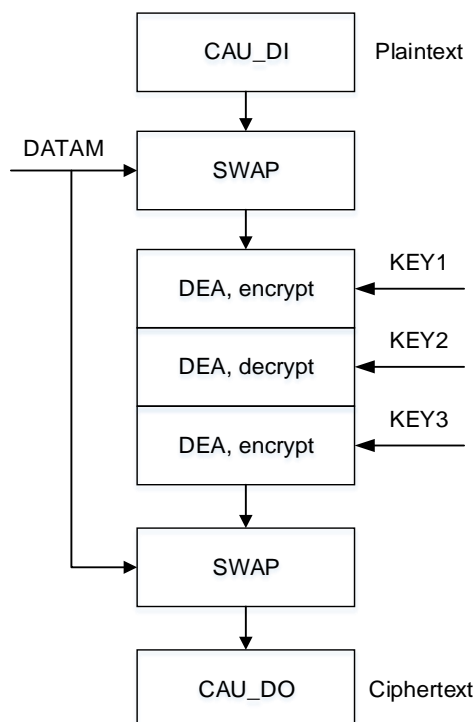 CAU_DI
Plaintext
DATAM
SWAP
KEY1
DEA, encrypt
KEY2
DEA, decrypt
KEY3
DEA, encrypt
SWAP
CAU_DO
Ciphertext